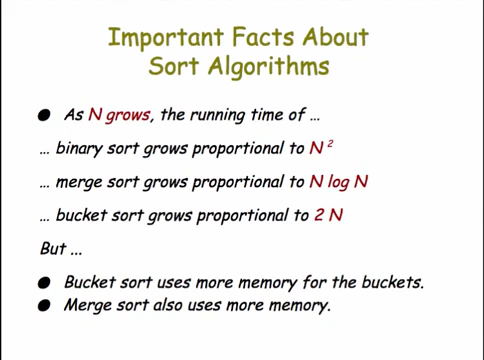 Important Facts About
Sort Algorithms
● As N grows, the running time of ...
... binary sort grows proportional to N²
... merge sort grows proportional to N log N
... bucket sort grows proportional to 2 N
But ...
● Bucket sort uses more memory for the buckets.
● Merge sort also uses more memory.